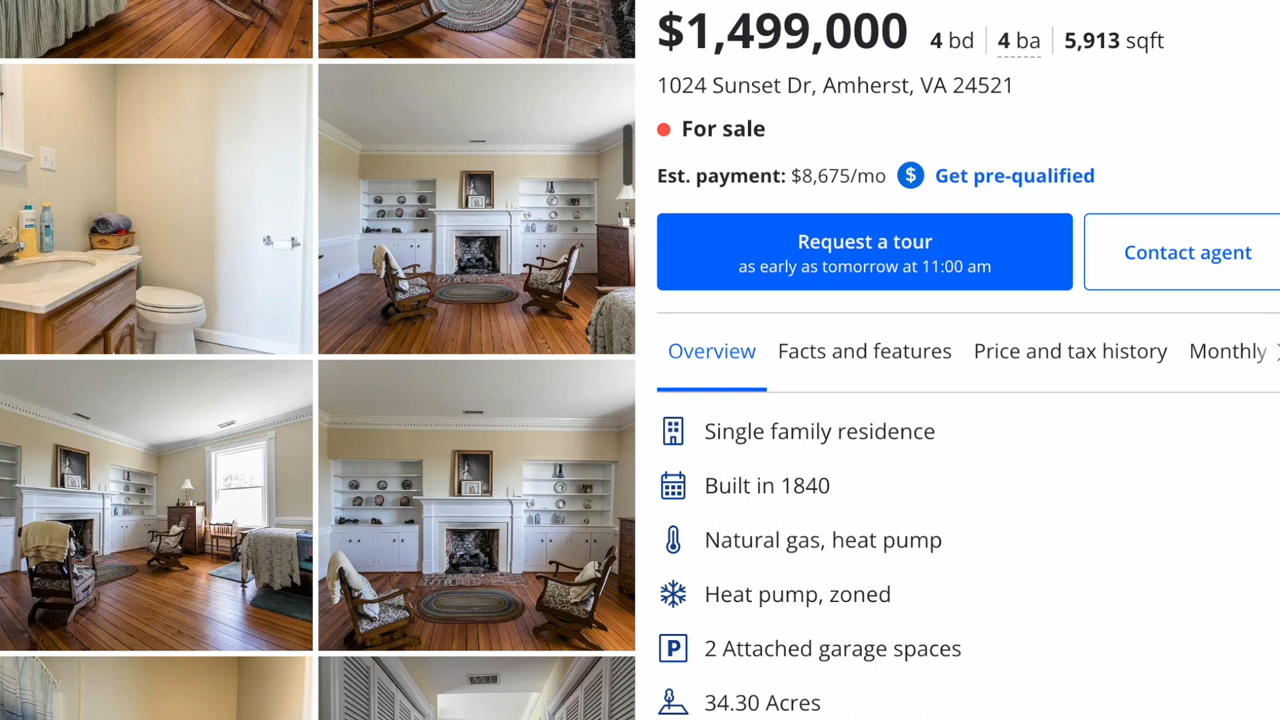 $1,499,000 4 bd 4 ba 5,913 sqft
1024 Sunset Dr, Amherst, VA 24521
For sale
Est. payment: $8,675/mo $ Get pre-qualified
Request a tour
as early as tomorrow at 11:00 am
Contact agent
Overview Facts and features Price and tax history Monthly
Single family residence
Built in 1840
Natural gas, heat pump
Heat pump, zoned
P 2 Attached garage spaces
34.30 Acres